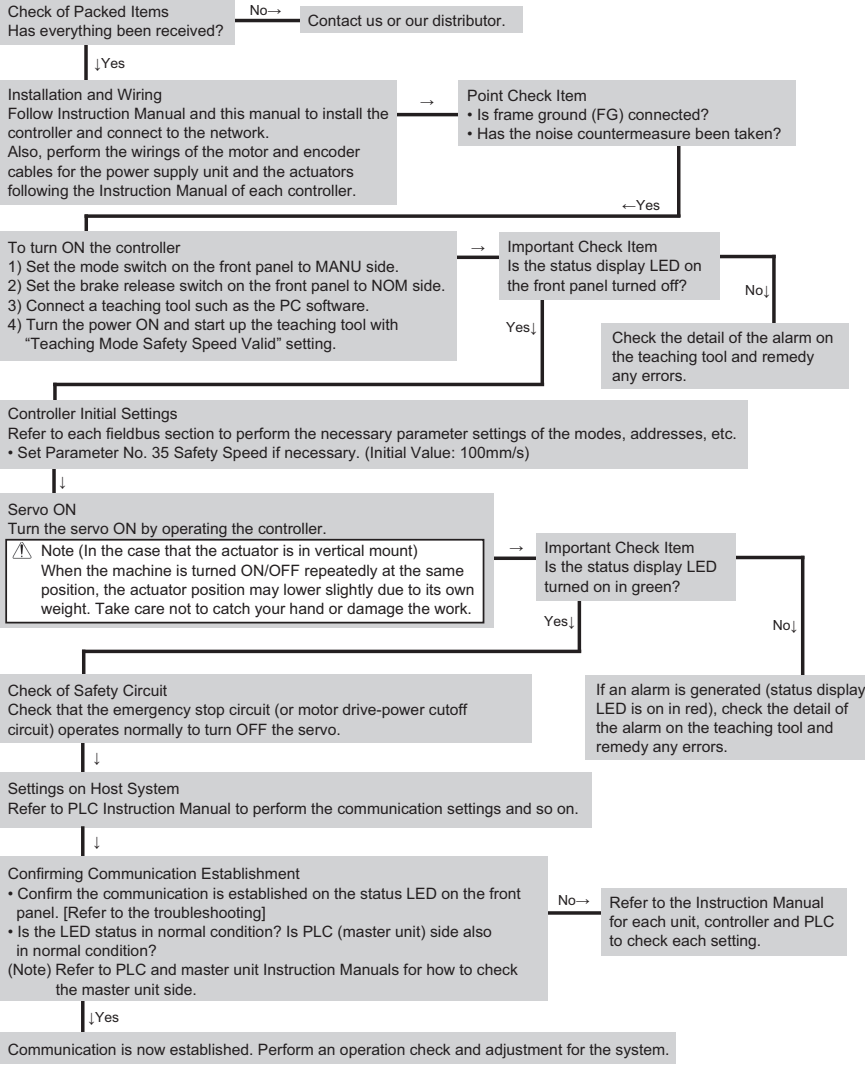 Check of Packed Items
Has everything been received?
No→
Contact us or our distributor.
↓Yes
Installation and Wiring
Follow Instruction Manual and this manual to install the
controller and connect to the network.
Also, perform the wirings of the motor and encoder
cables for the power supply unit and the actuators
following the Instruction Manual of each controller.
→
Point Check Item
• Is frame ground (FG) connected?
• Has the noise countermeasure been taken?
←Yes
To turn ON the controller
1) Set the mode switch on the front panel to MANU side.
2) Set the brake release switch on the front panel to NOM side.
3) Connect a teaching tool such as the PC software.
4) Turn the power ON and start up the teaching tool with
“Teaching Mode Safety Speed Valid” setting.
→
Important Check Item
Is the status display LED on
the front panel turned off?
No↓
Yes↓
Check the detail of the alarm on
the teaching tool and remedy
any errors.
Controller Initial Settings
Refer to each fieldbus section to perform the necessary parameter settings of the modes, addresses, etc.
• Set Parameter No. 35 Safety Speed if necessary. (Initial Value: 100mm/s)
↓
Servo ON
Turn the servo ON by operating the controller.
Note (In the case that the actuator is in vertical mount)
When the machine is turned ON/OFF repeatedly at the same
position, the actuator position may lower slightly due to its own
weight. Take care not to catch your hand or damage the work.
→
Important Check Item
Is the status display LED
turned on in green?
Yes↓
No↓
Check of Safety Circuit
Check that the emergency stop circuit (or motor drive-power cutoff
circuit) operates normally to turn OFF the servo.
If an alarm is generated (status display
LED is on in red), check the detail of
the alarm on the teaching tool and
remedy any errors.
↓
Settings on Host System
Refer to PLC Instruction Manual to perform the communication settings and so on.
↓
Confirming Communication Establishment
• Confirm the communication is established on the status LED on the front
panel. [Refer to the troubleshooting]
• Is the LED status in normal condition? Is PLC (master unit) side also
in normal condition?
(Note) Refer to PLC and master unit Instruction Manuals for how to check
the master unit side.
No→
Refer to the Instruction Manual
for each unit, controller and PLC
to check each setting.
↓Yes
Communication is now established. Perform an operation check and adjustment for the system.